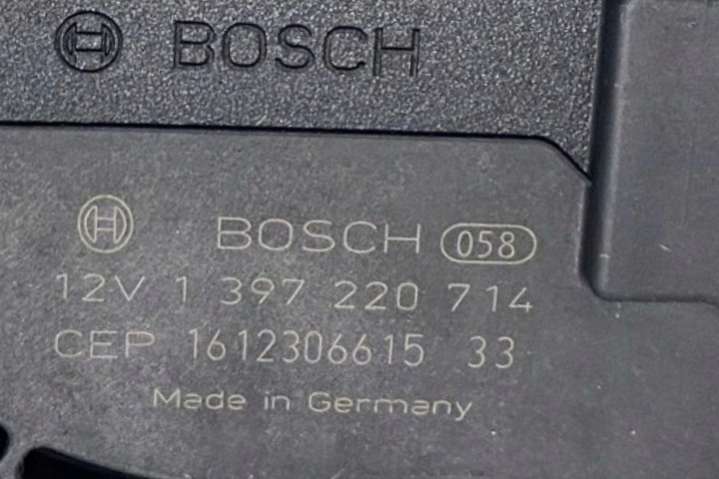 BOSCH
BOSCH 058
12V 1 397 220 714
CEP 1612306615 33
Made in Germany